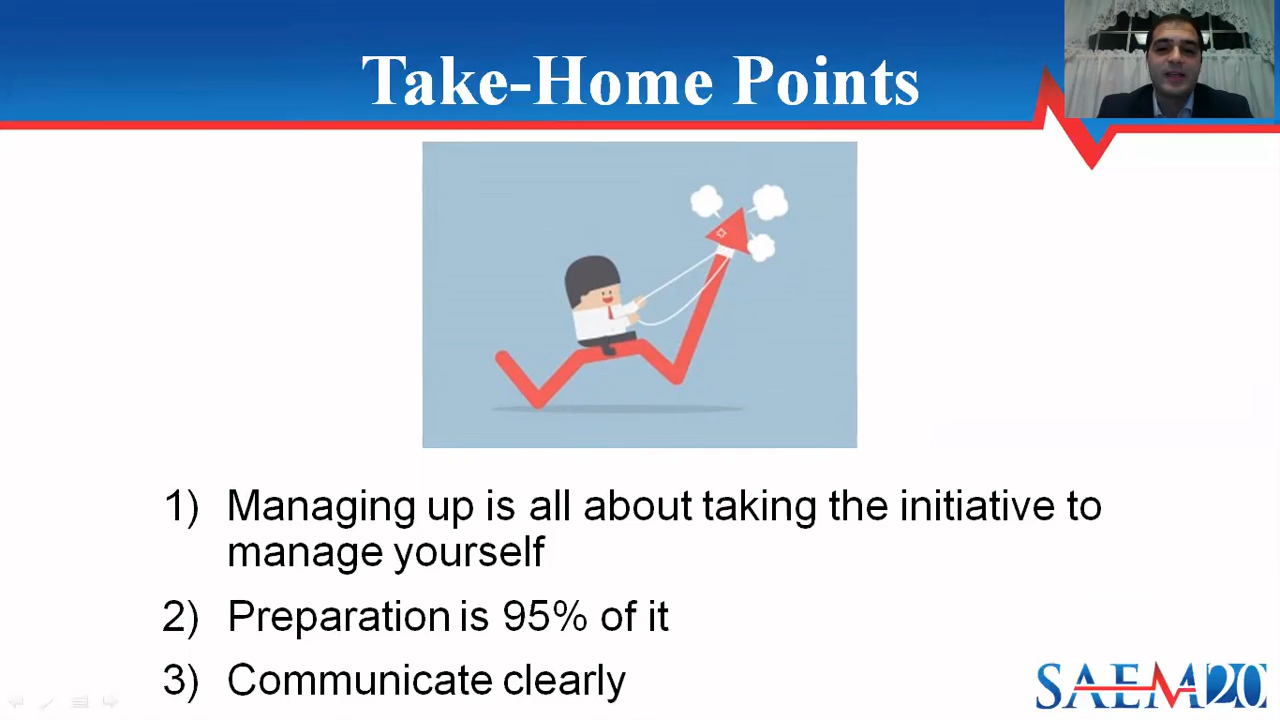 Take-Home Points
1) Managing up is all about taking the initiative to
manage yourself
2) Preparation is 95% of it
3) Communicate clearly
SAEM20